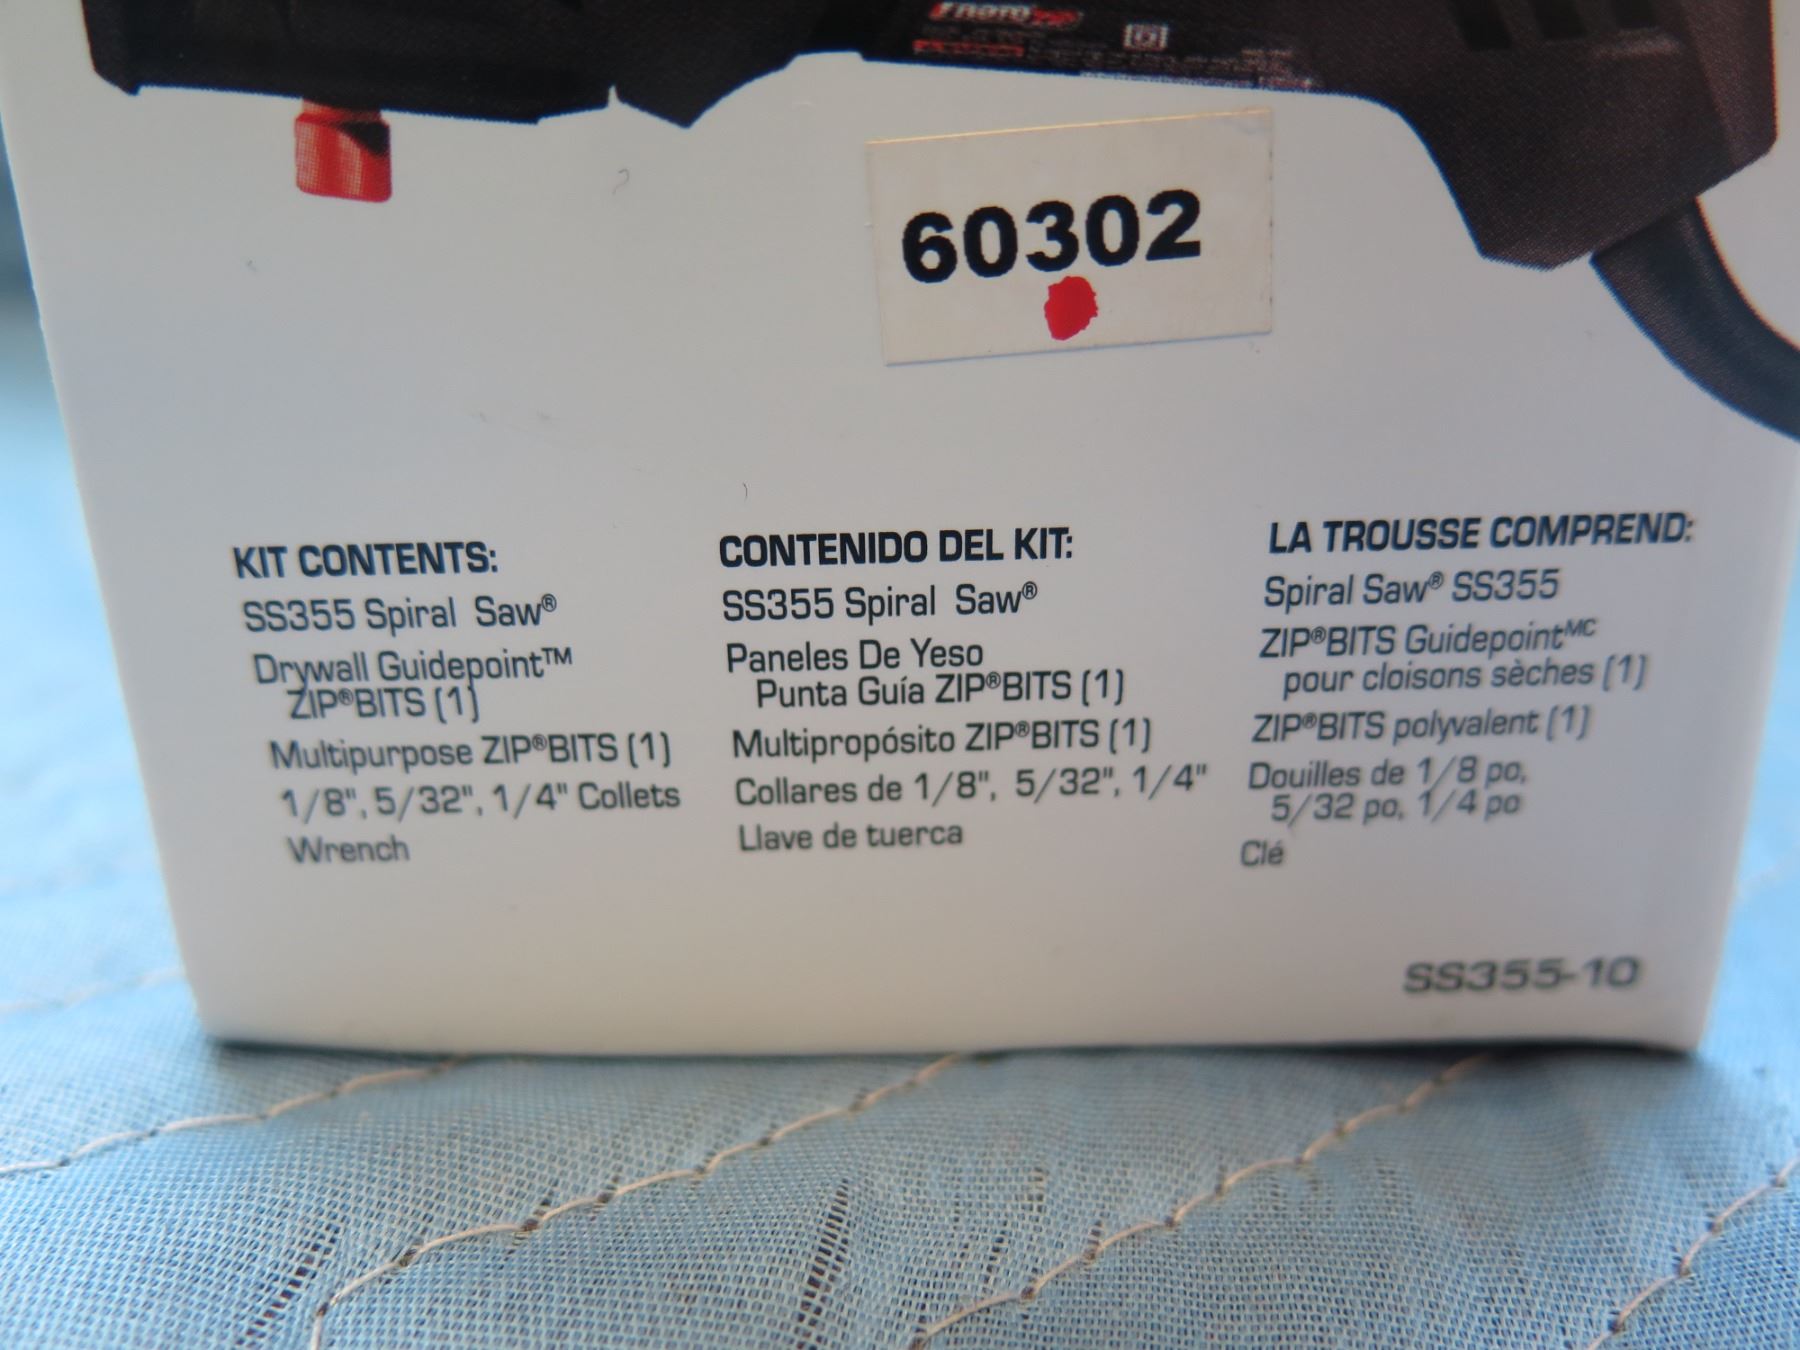 60302
KIT CONTENTS:
SS355 Spiral Saw®
Drywall Guidepoint™
ZIP®BITS (1)
Multipurpose ZIP®BITS (1)
1/8", 5/32", 1/4" Collets
Wrench
CONTENIDO DEL KIT:
SS355 Spiral Saw®
Paneles De Yeso
Punta Guía ZIP®BITS (1)
Multipropósito ZIP®BITS (1)
Collares de 1/8", 5/32", 1/4"
Llave de tuerca
LA TROUSSE COMPREND:
Spiral Saw® SS355
ZIP®BITS Guidepoint MC
pour cloisons sèches (1)
ZIP®BITS polyvalent (1)
Douilles de 1/8 po,
5/32 po, 1/4 po
Clé
SS355-10